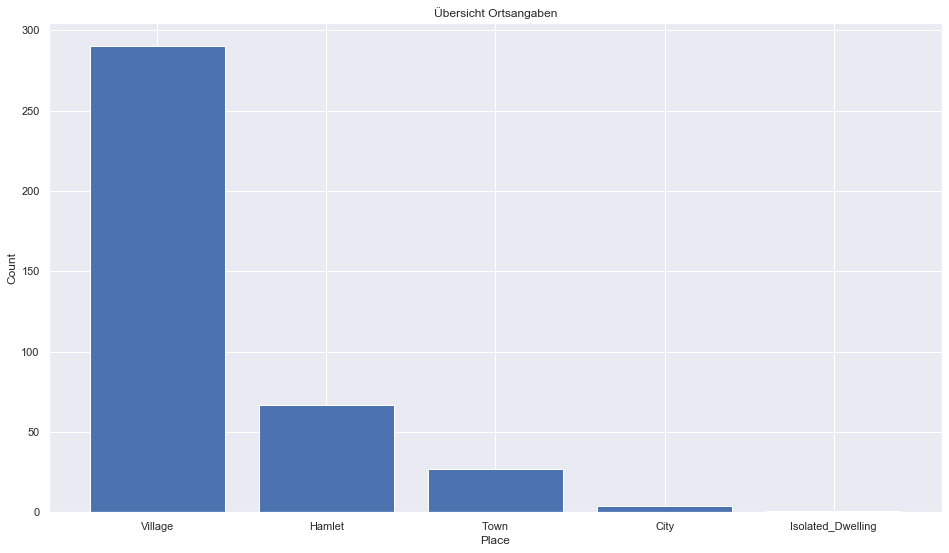 Übersicht Ortsangaben
300
250
200
150
100
50
0
Count
Village Hamlet Town City Isolated_Dwelling
Place